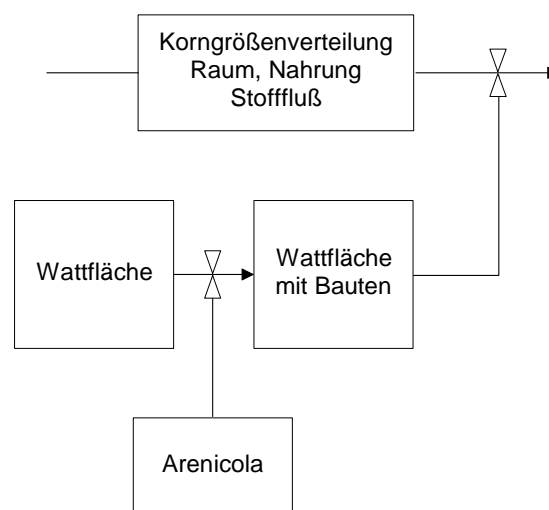 Korngrößenverteilung
Raum, Nahrung
Stofffluß
Wattfläche
Wattfläche
mit Bauten
Arenicola